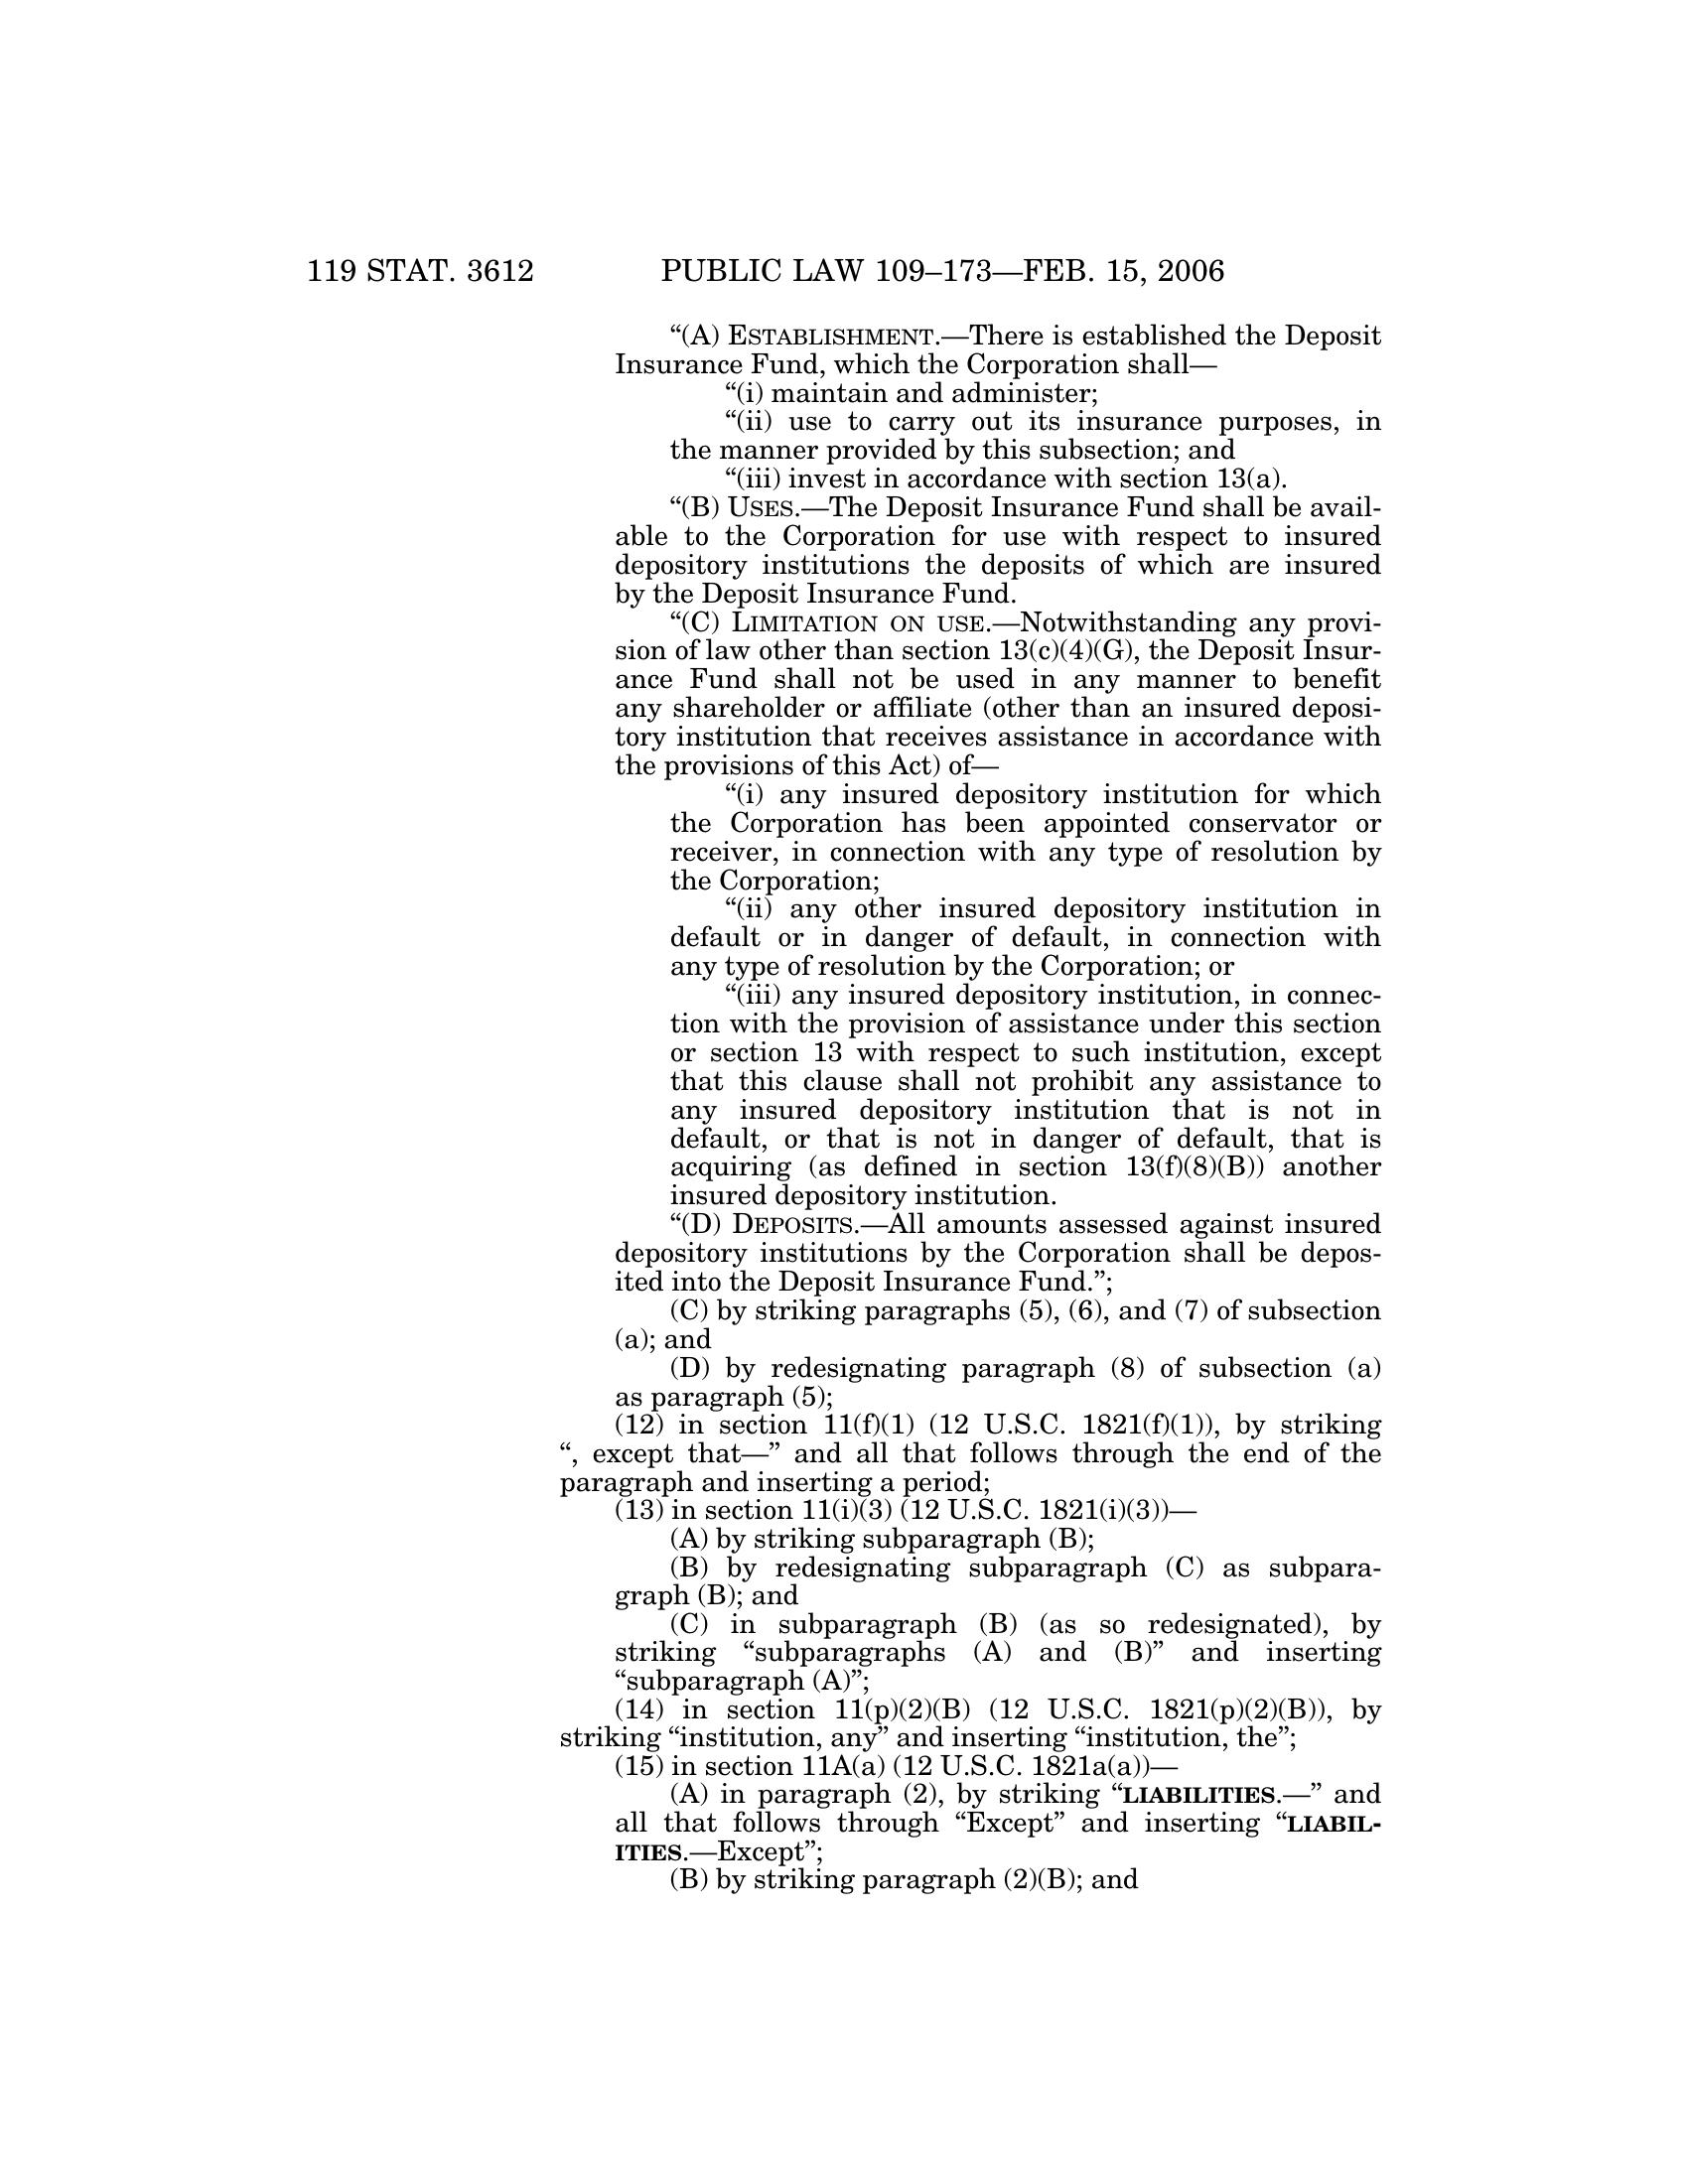 119 STAT. 3612 PUBLIC LAW 109–173—FEB. 15, 2006
“(A) ESTABLISHMENT.—There is established the Deposit
Insurance Fund, which the Corporation shall—
“(i) maintain and administer;
“(ii) use to carry out its insurance purposes, in
the manner provided by this subsection; and
“(iii) invest in accordance with section 13(a).
“(B) USES.—The Deposit Insurance Fund shall be avail-
able to the Corporation for use with respect to insured
depository institutions the deposits of which are insured
by the Deposit Insurance Fund.
“(C) LIMITATION ON USE.—Notwithstanding any provi-
sion of law other than section 13(c)(4)(G), the Deposit Insur-
ance Fund shall not be used in any manner to benefit
any shareholder or affiliate (other than an insured deposi-
tory institution that receives assistance in accordance with
the provisions of this Act) of—
“(i) any insured depository institution for which
the Corporation has been appointed conservator or
receiver, in connection with any type of resolution by
the Corporation;
“(ii) any other insured depository institution in
default or in danger of default, in connection with
any type of resolution by the Corporation; or
“(iii) any insured depository institution, in connec-
tion with the provision of assistance under this section
or section 13 with respect to such institution, except
that this clause shall not prohibit any assistance to
any insured depository institution that is not in
default, or that is not in danger of default, that is
acquiring (as defined in section 13(f)(8)(B)) another
insured depository institution.
“(D) DEPOSITS.—All amounts assessed against insured
depository institutions by the Corporation shall be depos-
ited into the Deposit Insurance Fund.”;
(C) by striking paragraphs (5), (6), and (7) of subsection
(a); and
(D) by redesignating paragraph (8) of subsection (a)
as paragraph (5);
(12) in section 11(f)(1) (12 U.S.C. 1821(f)(1)), by striking
“, except that—” and all that follows through the end of the
paragraph and inserting a period;
(13) in section 11(i)(3) (12 U.S.C. 1821(i)(3))—
(A) by striking subparagraph (B);
(B) by redesignating subparagraph (C) as subpara-
graph (B); and
(C) in subparagraph (B) (as so redesignated), by
striking “subparagraphs (A) and (B)” and inserting
“subparagraph (A)”;
(14) in section 11(p)(2)(B) (12 U.S.C. 1821(p)(2)(B)), by
striking “institution, any” and inserting “institution, the”;
(15) in section 11A(a) (12 U.S.C. 1821a(a))—
(A) in paragraph (2), by striking “LIABILITIES.—” and
all that follows through “Except” and inserting “LIABIL-
ITIES.—Except”;
(B) by striking paragraph (2)(B); and